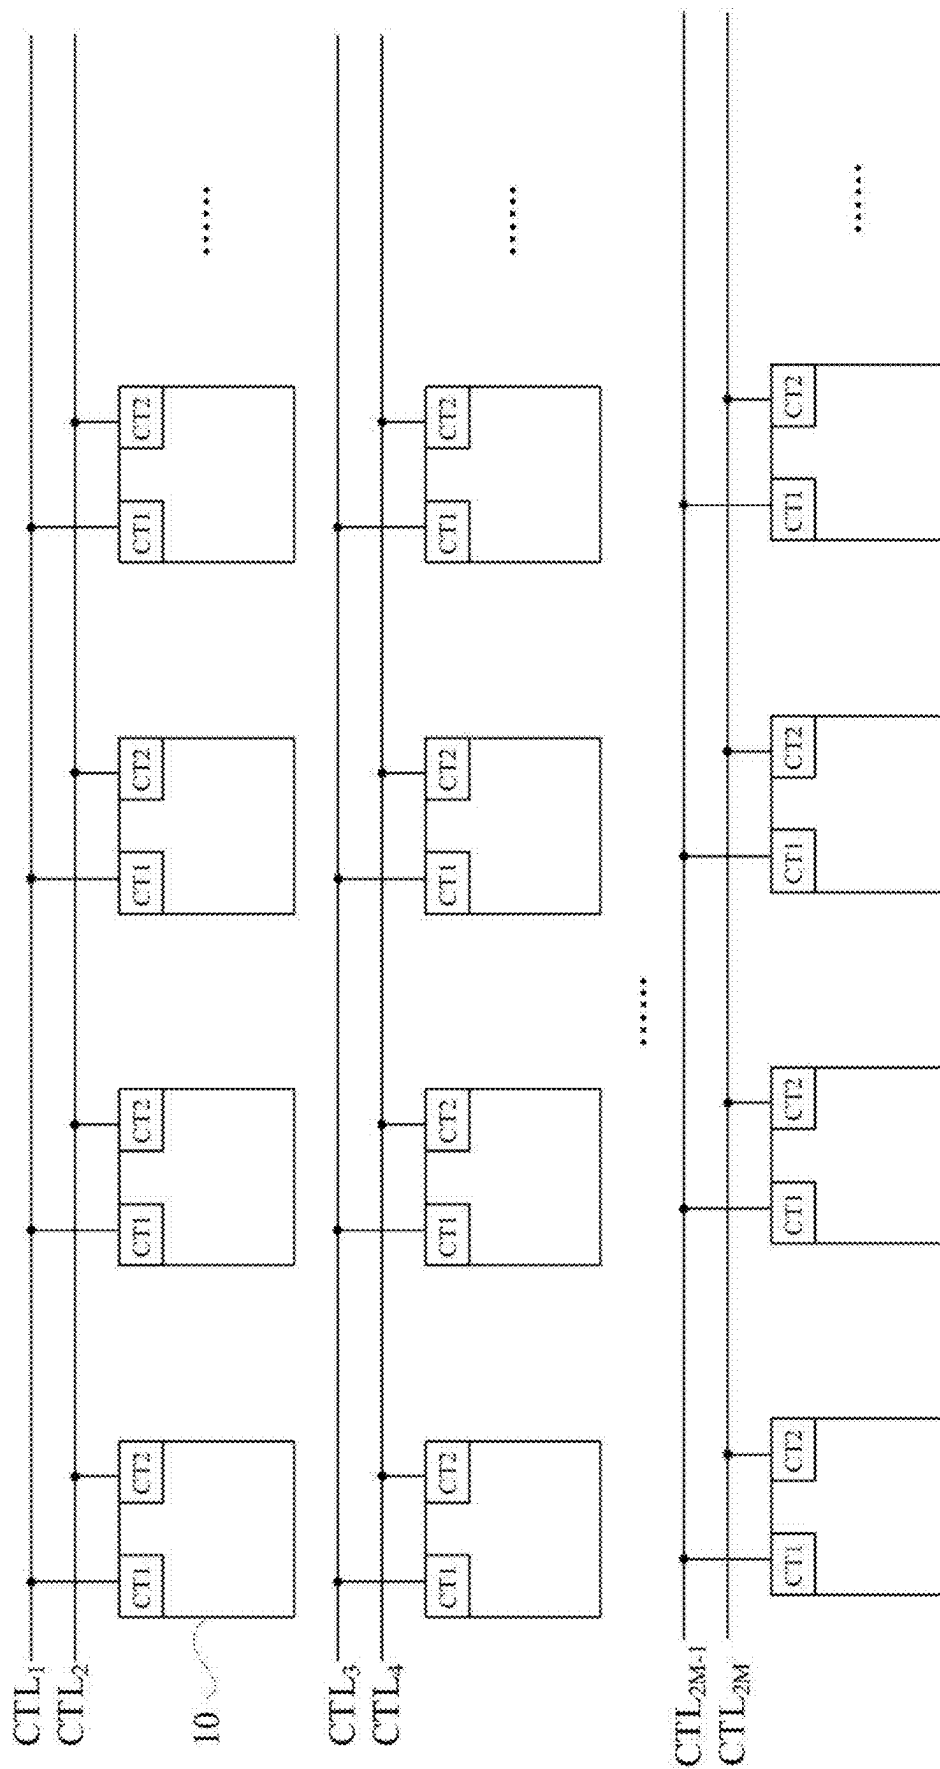 CTL₁
CTL₂
CT1 CT2 CT1 CT2 CT1 CT2 CT1 CT2 ......
10
CTL₃
CTL₄
CT1 CT2 CT1 CT2 CT1 CT2 CT1 CT2 ......
......
CTL₂M-1
CTL₂M
CT1 CT2 CT1 CT2 CT1 CT2 CT1 CT2 ......